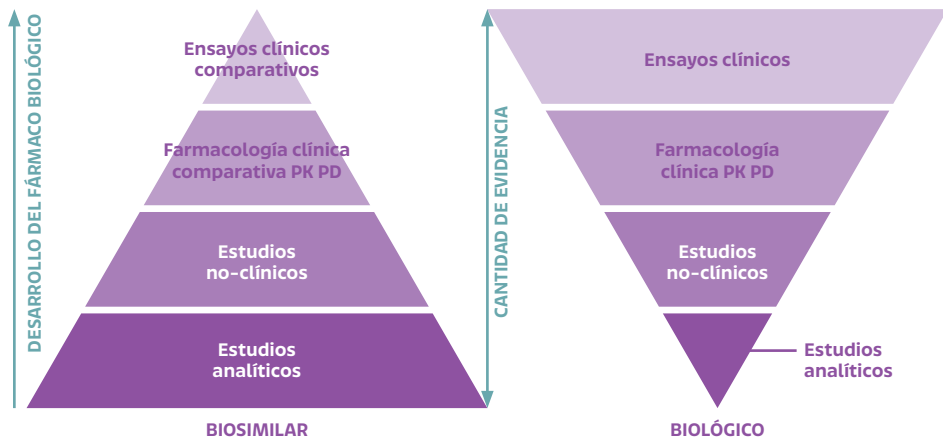 DESARROLLO DEL FÁRMACO BIOLÓGICO
Ensayos clínicos
comparativos
Farmacología clínica
comparativa PK PD
Estudios
no-clínicos
Estudios
analíticos
BIOSIMILAR
CANTIDAD DE EVIDENCIA
Ensayos clínicos
Farmacología
clínica PK PD
Estudios
no-clínicos
Estudios
analíticos
BIOLÓGICO